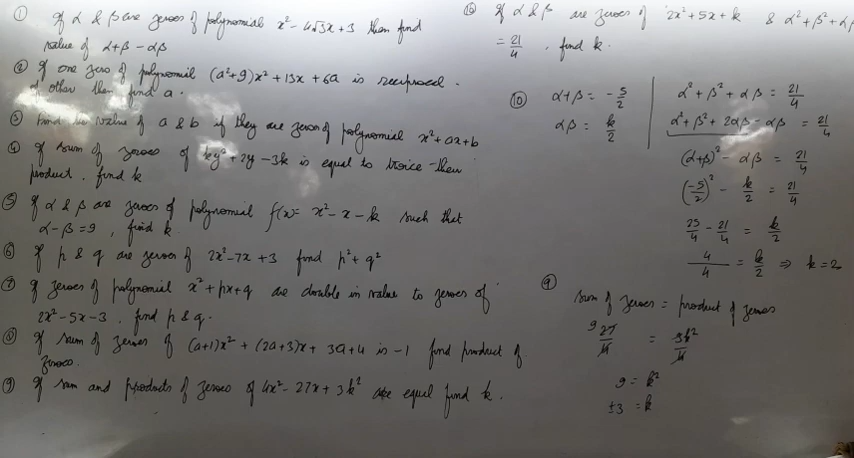 ① If α & β are zeroes of polynomial x² - 4√3x + 3 then find
value of α+β - αβ
② If one zero of polynomial (a²+9)x² + 13x + 6a is reciprocal
of other then find a.
③ Find the value of a & b if they are zeros of polynomial x² + ax + b
④ If sum of zeroes of ky² + 2y - 3k is equal to twice their
product, find k
⑤ If α & β are zeroes of polynomial f(x) = x² - x - k such that
α - β = 9, find k.
⑥ If p & q are zeroes of 2x² - 7x + 3 find p² + q²
⑦ If zeroes of polynomial x² + px + q are double in value to zeroes of
2x² - 5x - 3, find p & q.
⑧ If sum of zeroes of (a+1)x² + (2a+3)x + 3a+4 is -1 find product of
zeroes.
⑨ If sum and products of zeroes of 4x² - 27x + 3k² are equal find k.
⑩ If α & β are zeroes of 2x² + 5x + k & α² + β² + αβ
= 21/4, find k.
⑩ α+β = -5/2
αβ = k/2
α² + β² + αβ = 21/4
α² + β² + 2αβ - αβ = 21/4
(α+β)² - αβ = 21/4
(-5/2)² - k/2 = 21/4
25/4 - 21/4 = k/2
4/4 = k/2 ⇒ k = 2
⑨ sum of zeroes = product of zeroes
9 27/4 = 3k²/4
9 = k²
±3 = k